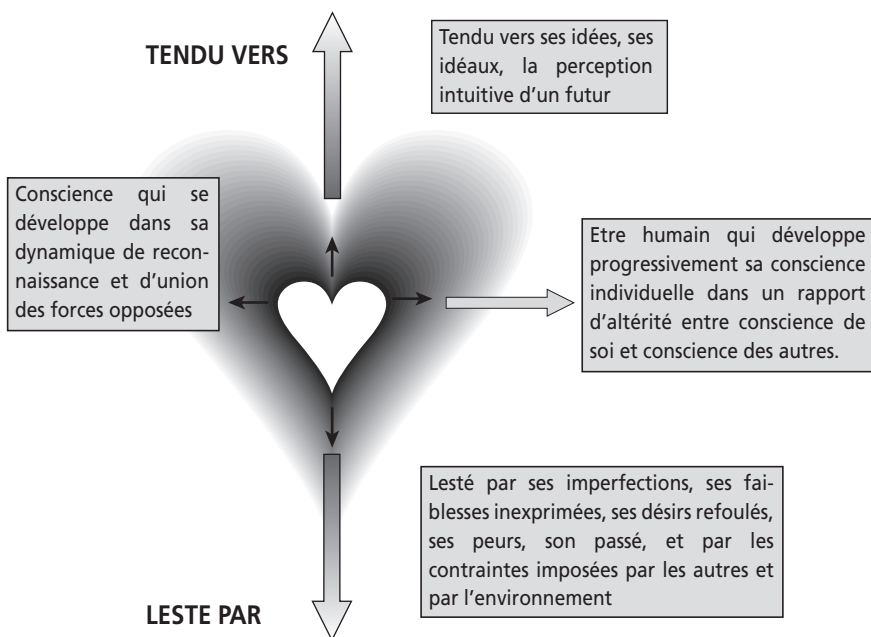 TENDU VERS
Tendu vers ses idées, ses
idéaux, la perception
intuitive d'un futur
Conscience qui se
développe dans sa
dynamique de recon-
naissance et d'union
des forces opposées
Etre humain qui développe
progressivement sa conscience
individuelle dans un rapport
d'altérité entre conscience de
soi et conscience des autres.
Lesté par ses imperfections, ses fai-
blesses inexprimées, ses désirs refoulés,
ses peurs, son passé, et par les
contraintes imposées par les autres et
par l'environnement
LESTE PAR